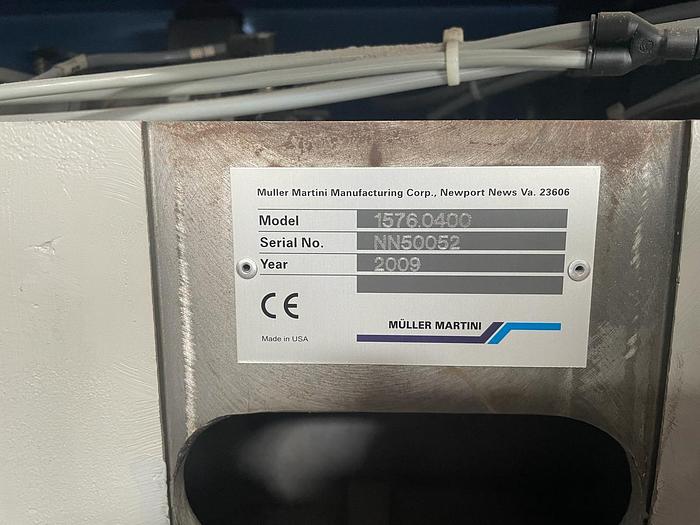 Muller Martini Manufacturing Corp., Newport News Va. 23606
Model 1576.0400
Serial No. NN50052
Year 2009
CE
MÜLLER MARTINI
Made in USA